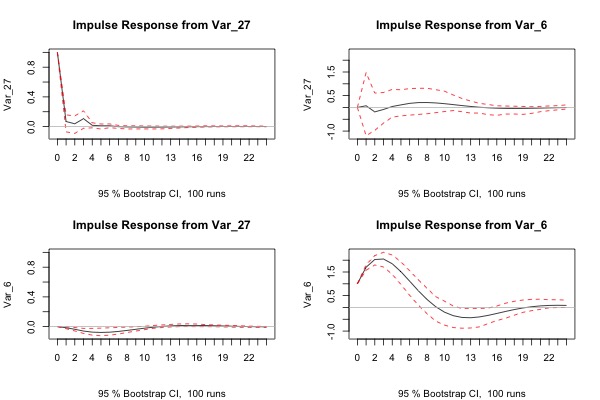 Impulse Response from Var_27
Var_27
0.0 0.4 0.8
0 2 4 6 8 10 13 16 19 22
95 % Bootstrap CI,  100 runs
Impulse Response from Var_6
Var_27
-1.0 0.5 1.5
0 2 4 6 8 10 13 16 19 22
95 % Bootstrap CI,  100 runs
Impulse Response from Var_27
Var_6
0.0 0.4 0.8
0 2 4 6 8 10 13 16 19 22
95 % Bootstrap CI,  100 runs
Impulse Response from Var_6
Var_6
-1.0 0.5 1.5
0 2 4 6 8 10 13 16 19 22
95 % Bootstrap CI,  100 runs